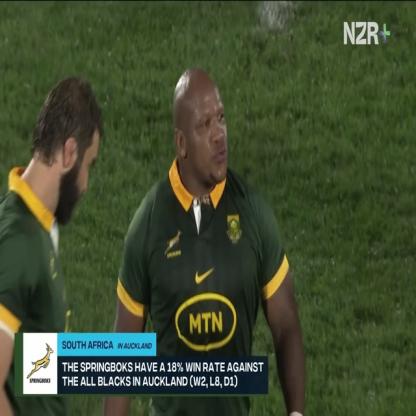 NZR+
MTN
SOUTH AFRICA IN AUCKLAND
SPRINGBOKS
THE SPRINGBOKS HAVE A 18% WIN RATE AGAINST
THE ALL BLACKS IN AUCKLAND (W2, L8, D1)